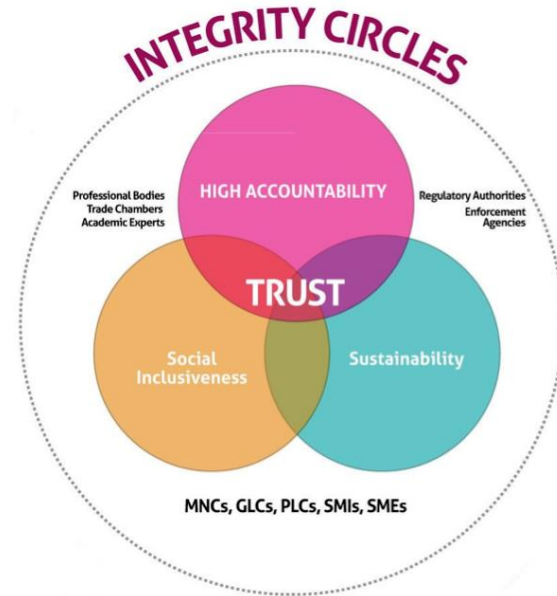 INTEGRITY CIRCLES
HIGH ACCOUNTABILITY
Professional Bodies
Trade Chambers
Academic Experts
Regulatory Authorities
Enforcement
Agencies
TRUST
Social
Inclusiveness
Sustainability
MNCs, GLCs, PLCs, SMIs, SMEs